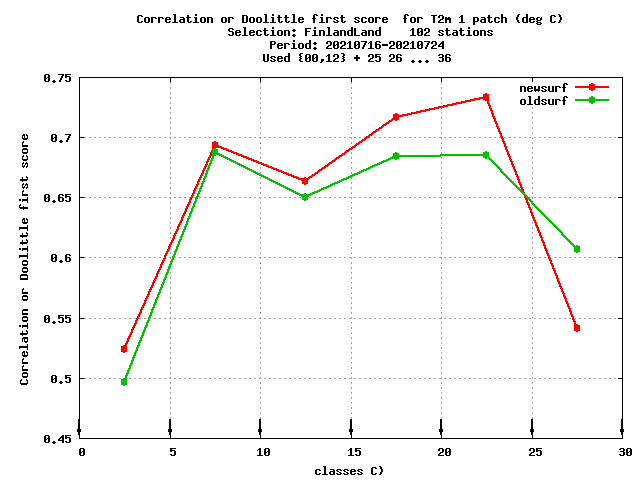 Correlation or Doolittle first score  for T2m 1 patch (deg C)
Selection: FinlandLand    102 stations
Period: 20210716-20210724
Used {00,12} + 25 26 ... 36
newsurf
oldsurf
Correlation or Doolittle first score
0.75
0.7
0.65
0.6
0.55
0.5
0.45
0 5 10 15 20 25 30
classes C)